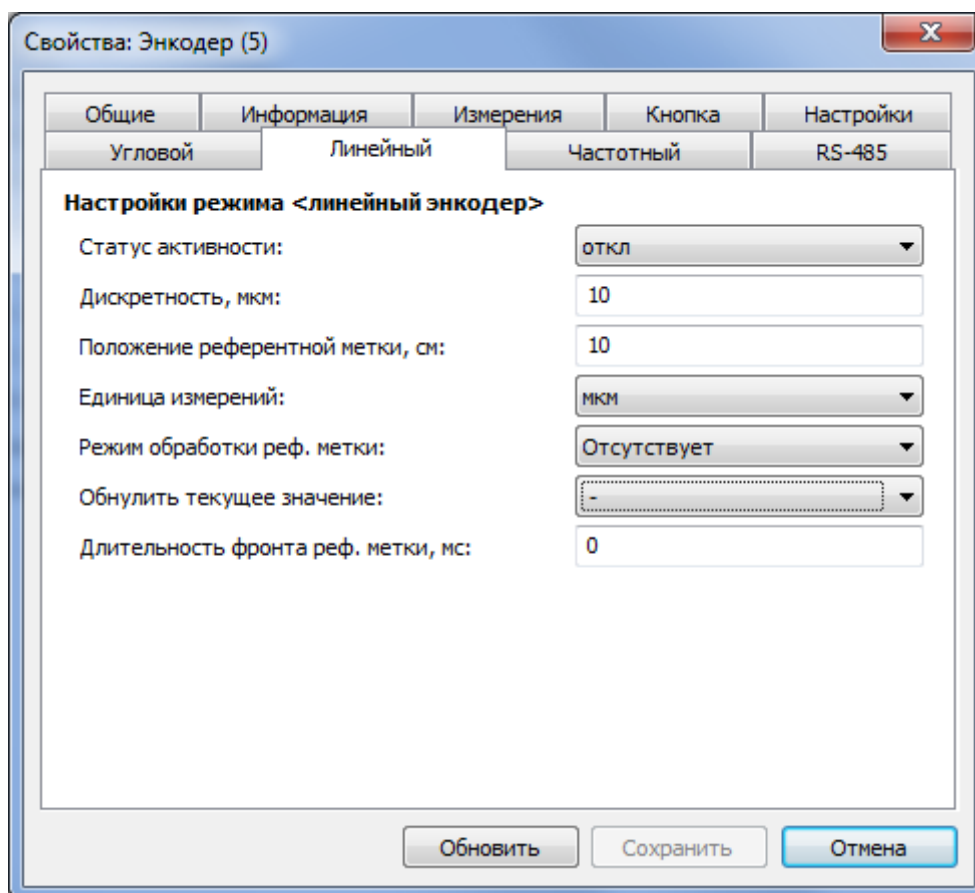 Свойства: Энкодер (5)
Общие Информация Измерения Кнопка Настройки
Угловой Линейный Частотный RS-485
Настройки режима <линейный энкодер>
Статус активности: откл
Дискретность, мкм: 10
Положение референтной метки, см: 10
Единица измерений: мкм
Режим обработки реф. метки: Отсутствует
Обнулить текущее значение: -
Длительность фронта реф. метки, мс: 0
Обновить Сохранить Отмена